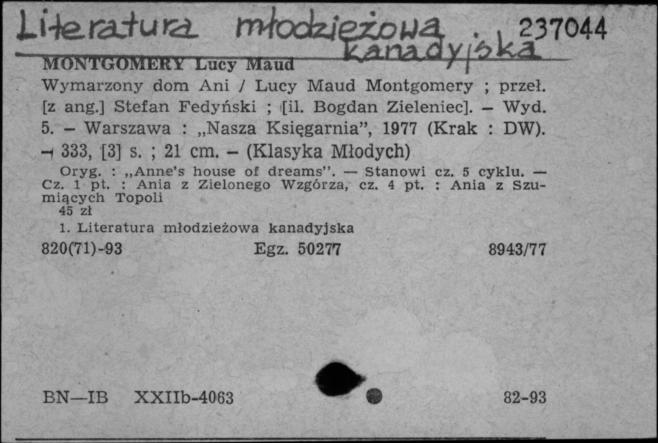 Literatura młodzieżowa 237044
kanadyjska
MONTGOMERY Lucy Maud
Wymarzony dom Ani / Lucy Maud Montgomery ; przeł.
[z ang.] Stefan Fedyński ; [il. Bogdan Zieleniec]. — Wyd.
5. — Warszawa : „Nasza Księgarnia”, 1977 (Krak : DW).
— 333, [3] s. ; 21 cm. — (Klasyka Młodych)
Oryg. : „Anne's house of dreams”. — Stanowi cz. 5 cyklu. —
Cz. 1 pt. : Ania z Zielonego Wzgórza, cz. 4 pt. : Ania z Szu-
miących Topoli
45 zł
1. Literatura młodzieżowa kanadyjska
820(71)-93 Egz. 50277 8943/77
BN—IB XXIIb-4063 82-93